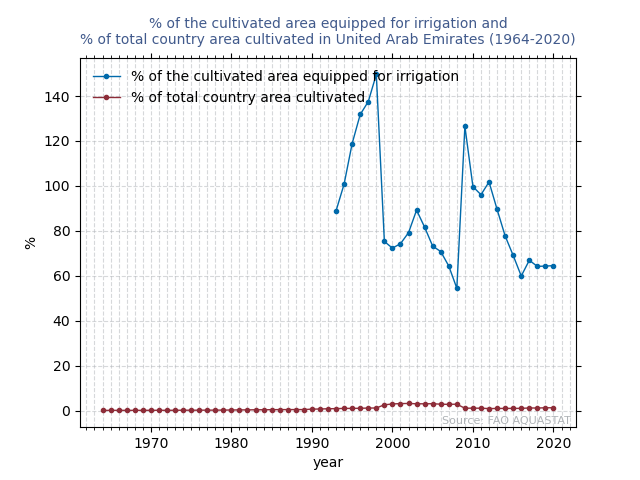 % of the cultivated area equipped for irrigation and
% of total country area cultivated in United Arab Emirates (1964-2020)
% of the cultivated area equipped for irrigation
% of total country area cultivated
140
120
100
80
60
40
20
0
%
Source: FAO AQUASTAT
1970 1980 1990 2000 2010 2020
year